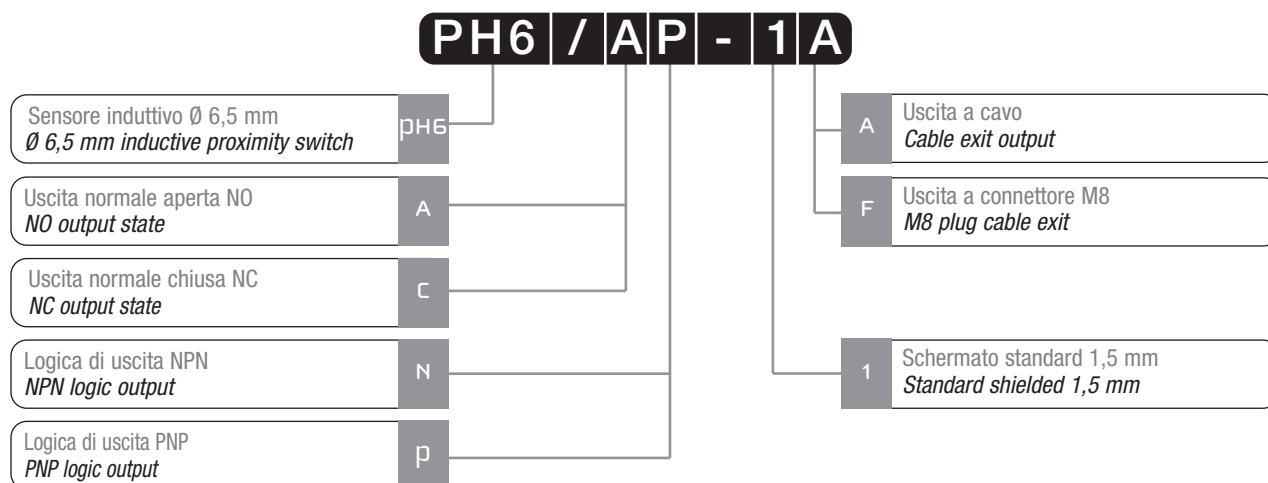 PH6/AP-1A
Sensore induttivo Ø 6,5 mm
Ø 6,5 mm inductive proximity switch
PH6
Uscita normale aperta NO
NO output state
A
Uscita normale chiusa NC
NC output state
C
Logica di uscita NPN
NPN logic output
N
Logica di uscita PNP
PNP logic output
P
A
Uscita a cavo
Cable exit output
F
Uscita a connettore M8
M8 plug cable exit
1
Schermato standard 1,5 mm
Standard shielded 1,5 mm